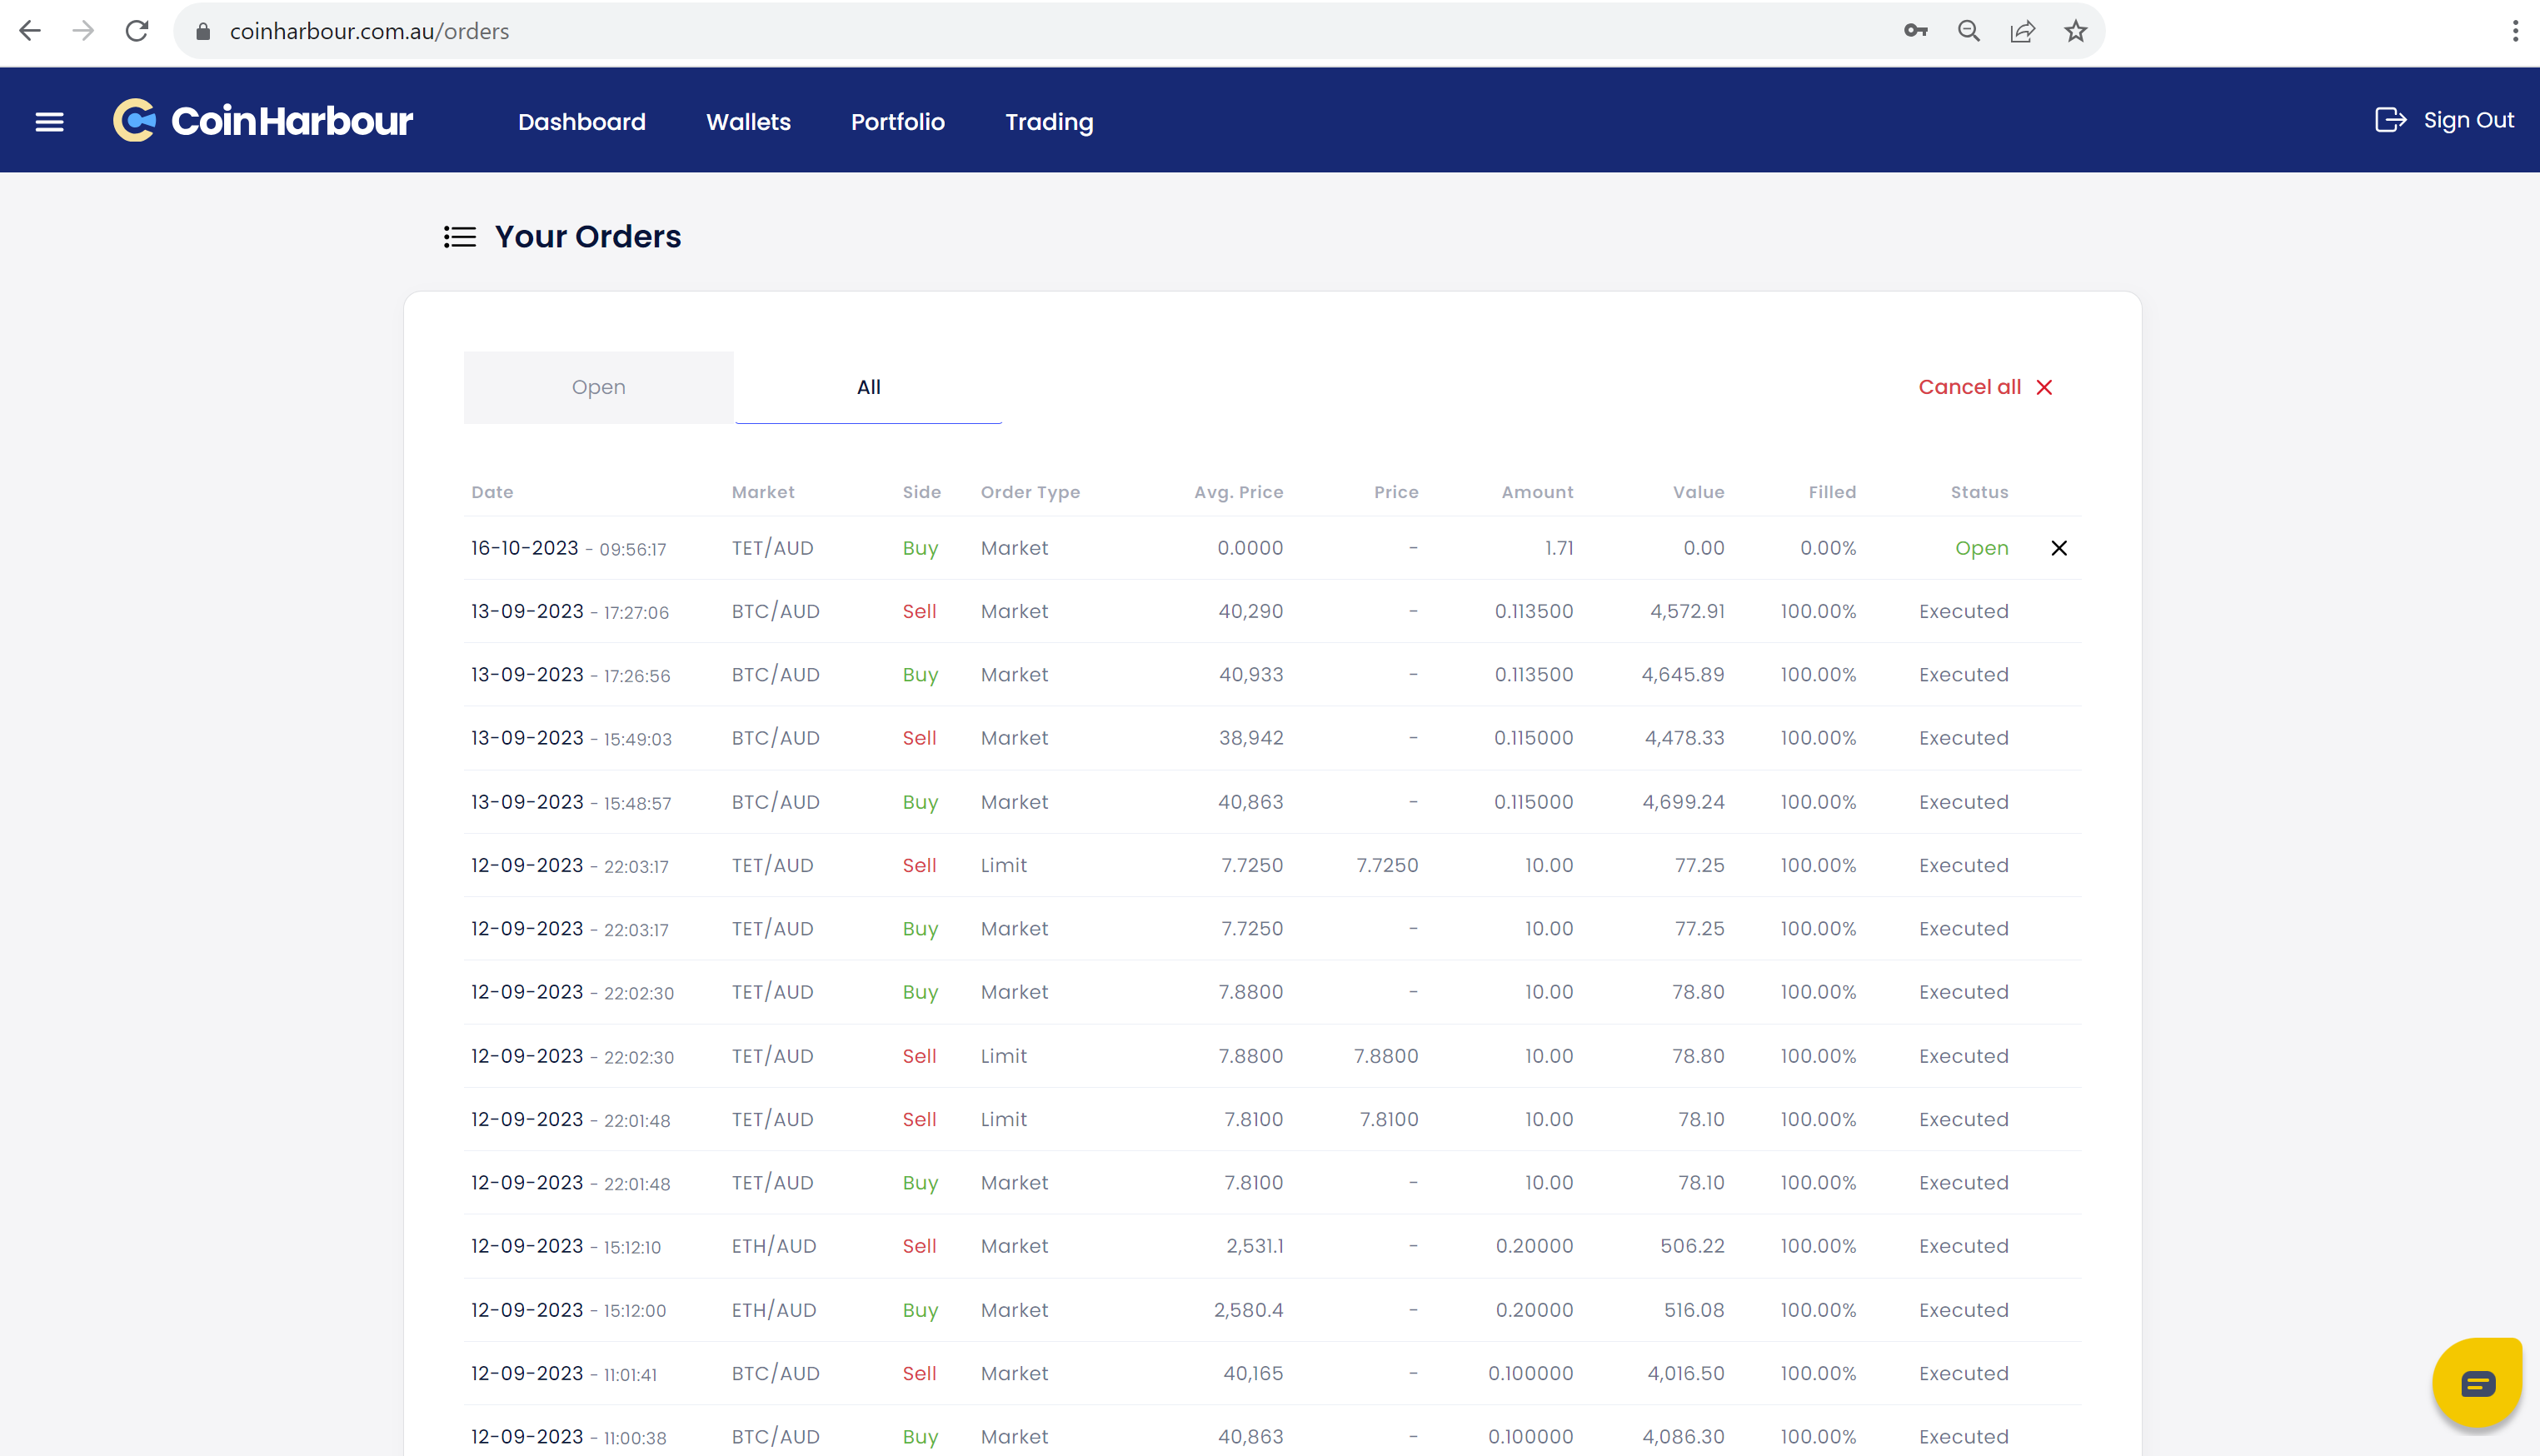 coinharbour.com.au/orders
CoinHarbour Dashboard Wallets Portfolio Trading Sign Out
Your Orders
Open All Cancel all
Date Market Side Order Type Avg. Price Price Amount Value Filled Status
16-10-2023 - 09:56:17 TET/AUD Buy Market 0.0000 - 1.71 0.00 0.00% Open
13-09-2023 - 17:27:06 BTC/AUD Sell Market 40,290 - 0.113500 4,572.91 100.00% Executed
13-09-2023 - 17:26:56 BTC/AUD Buy Market 40,933 - 0.113500 4,645.89 100.00% Executed
13-09-2023 - 15:49:03 BTC/AUD Sell Market 38,942 - 0.115000 4,478.33 100.00% Executed
13-09-2023 - 15:48:57 BTC/AUD Buy Market 40,863 - 0.115000 4,699.24 100.00% Executed
12-09-2023 - 22:03:17 TET/AUD Sell Limit 7.7250 7.7250 10.00 77.25 100.00% Executed
12-09-2023 - 22:03:17 TET/AUD Buy Market 7.7250 - 10.00 77.25 100.00% Executed
12-09-2023 - 22:02:30 TET/AUD Buy Market 7.8800 - 10.00 78.80 100.00% Executed
12-09-2023 - 22:02:30 TET/AUD Sell Limit 7.8800 7.8800 10.00 78.80 100.00% Executed
12-09-2023 - 22:01:48 TET/AUD Sell Limit 7.8100 7.8100 10.00 78.10 100.00% Executed
12-09-2023 - 22:01:48 TET/AUD Buy Market 7.8100 - 10.00 78.10 100.00% Executed
12-09-2023 - 15:12:10 ETH/AUD Sell Market 2,531.1 - 0.20000 506.22 100.00% Executed
12-09-2023 - 15:12:00 ETH/AUD Buy Market 2,580.4 - 0.20000 516.08 100.00% Executed
12-09-2023 - 11:01:41 BTC/AUD Sell Market 40,165 - 0.100000 4,016.50 100.00% Executed
12-09-2023 - 11:00:38 BTC/AUD Buy Market 40,863 - 0.100000 4,086.30 100.00% Executed